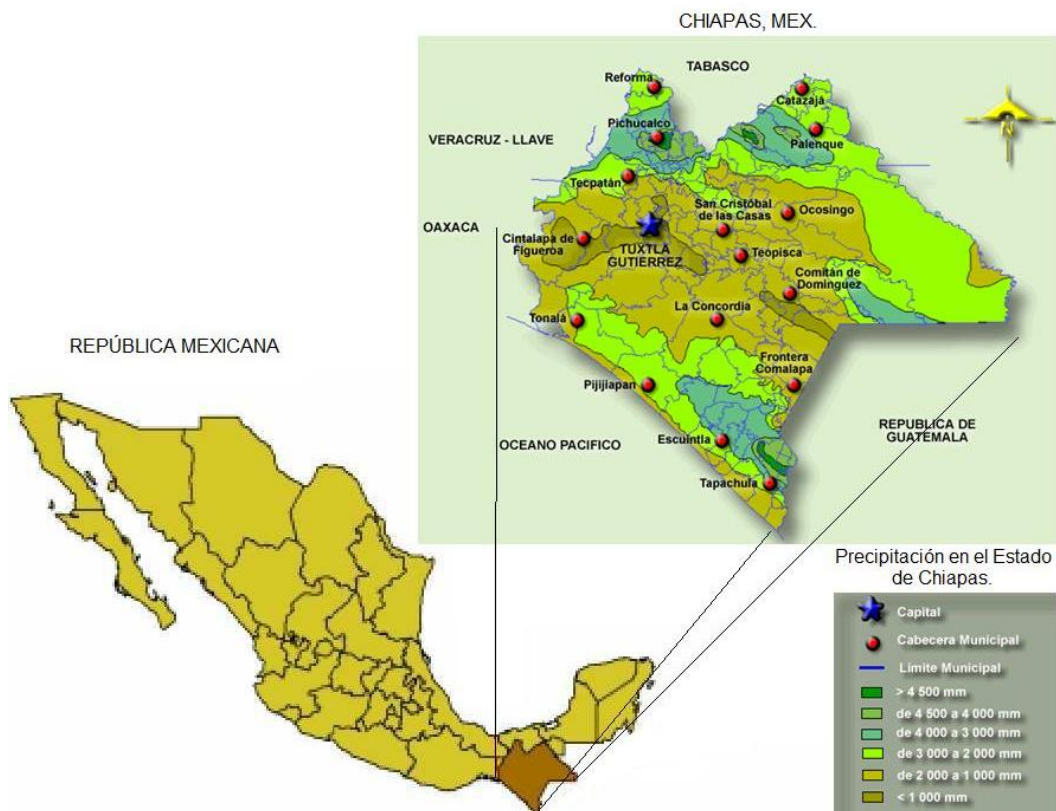 CHIAPAS, MEX.
TABASCO
Reforma
Catazajá
Pichucalco
VERACRUZ - LLAVE
Palenque
N
Tecpatán
San Cristóbal
de las Casas
Ocosingo
OAXACA
Cintalapa de
Figueroa
TUXTLA
GUTIÉRREZ
Teopisca
Comitán de
Domínguez
La Concordia
Tonalá
REPÚBLICA MEXICANA
Frontera
Comalapa
Pijijiapan
REPUBLICA DE
GUATEMALA
OCEANO PACIFICO
Escuintla
Tapachula
Precipitación en el Estado
de Chiapas.
Capital
Cabecera Municipal
Límite Municipal
> 4 500 mm
de 4 500 a 4 000 mm
de 4 000 a 3 000 mm
de 3 000 a 2 000 mm
de 2 000 a 1 000 mm
< 1 000 mm